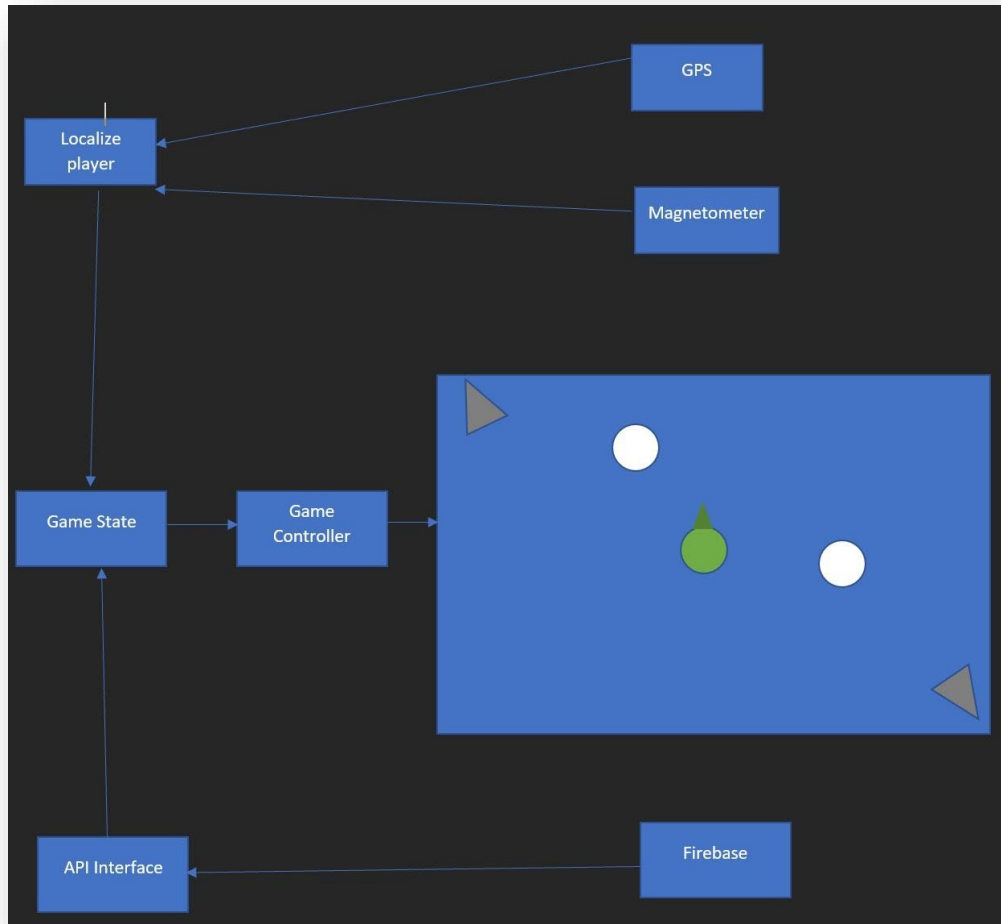 GPS
Localize
player
Magnetometer
Game State
Game
Controller
API Interface
Firebase